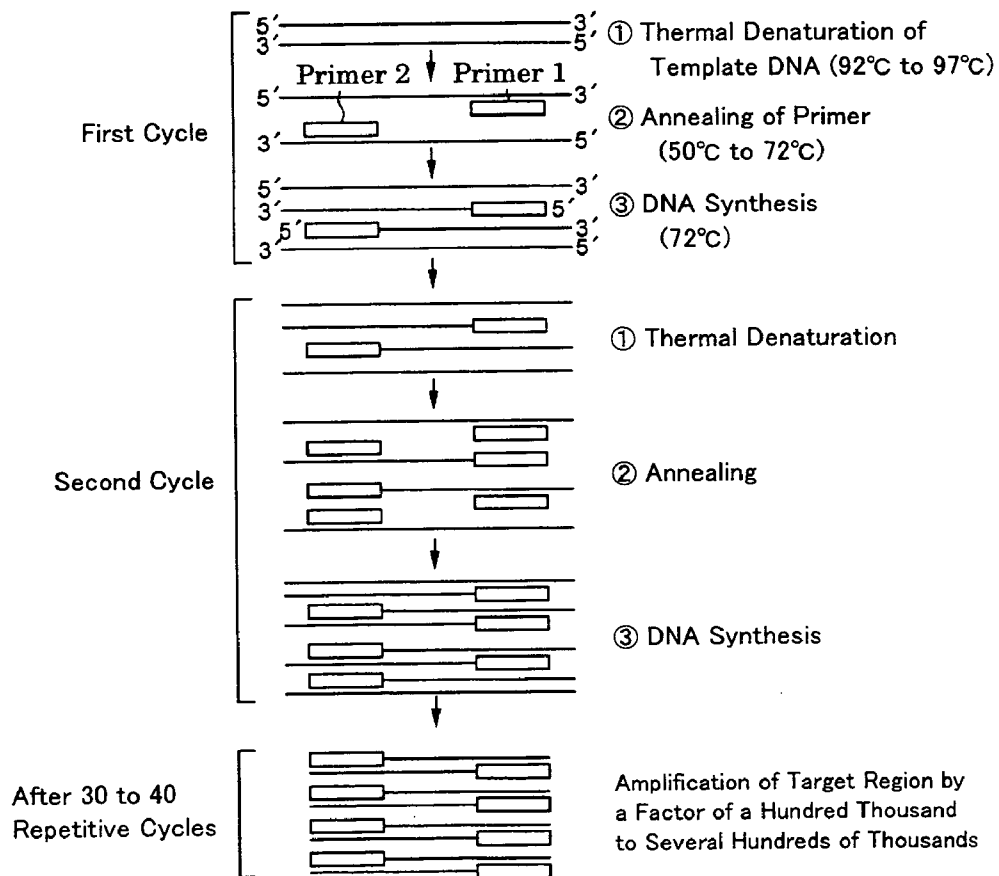 5′ 3′
3′ 5′
① Thermal Denaturation of
Template DNA (92℃ to 97℃)
Primer 2 Primer 1
5′ 3′
3′ 5′
② Annealing of Primer
(50℃ to 72℃)
First Cycle
5′ 3′
3′ 5′
5′ 3′
3′ 5′
③ DNA Synthesis
(72℃)
① Thermal Denaturation
Second Cycle
② Annealing
③ DNA Synthesis
After 30 to 40
Repetitive Cycles
Amplification of Target Region by
a Factor of a Hundred Thousand
to Several Hundreds of Thousands